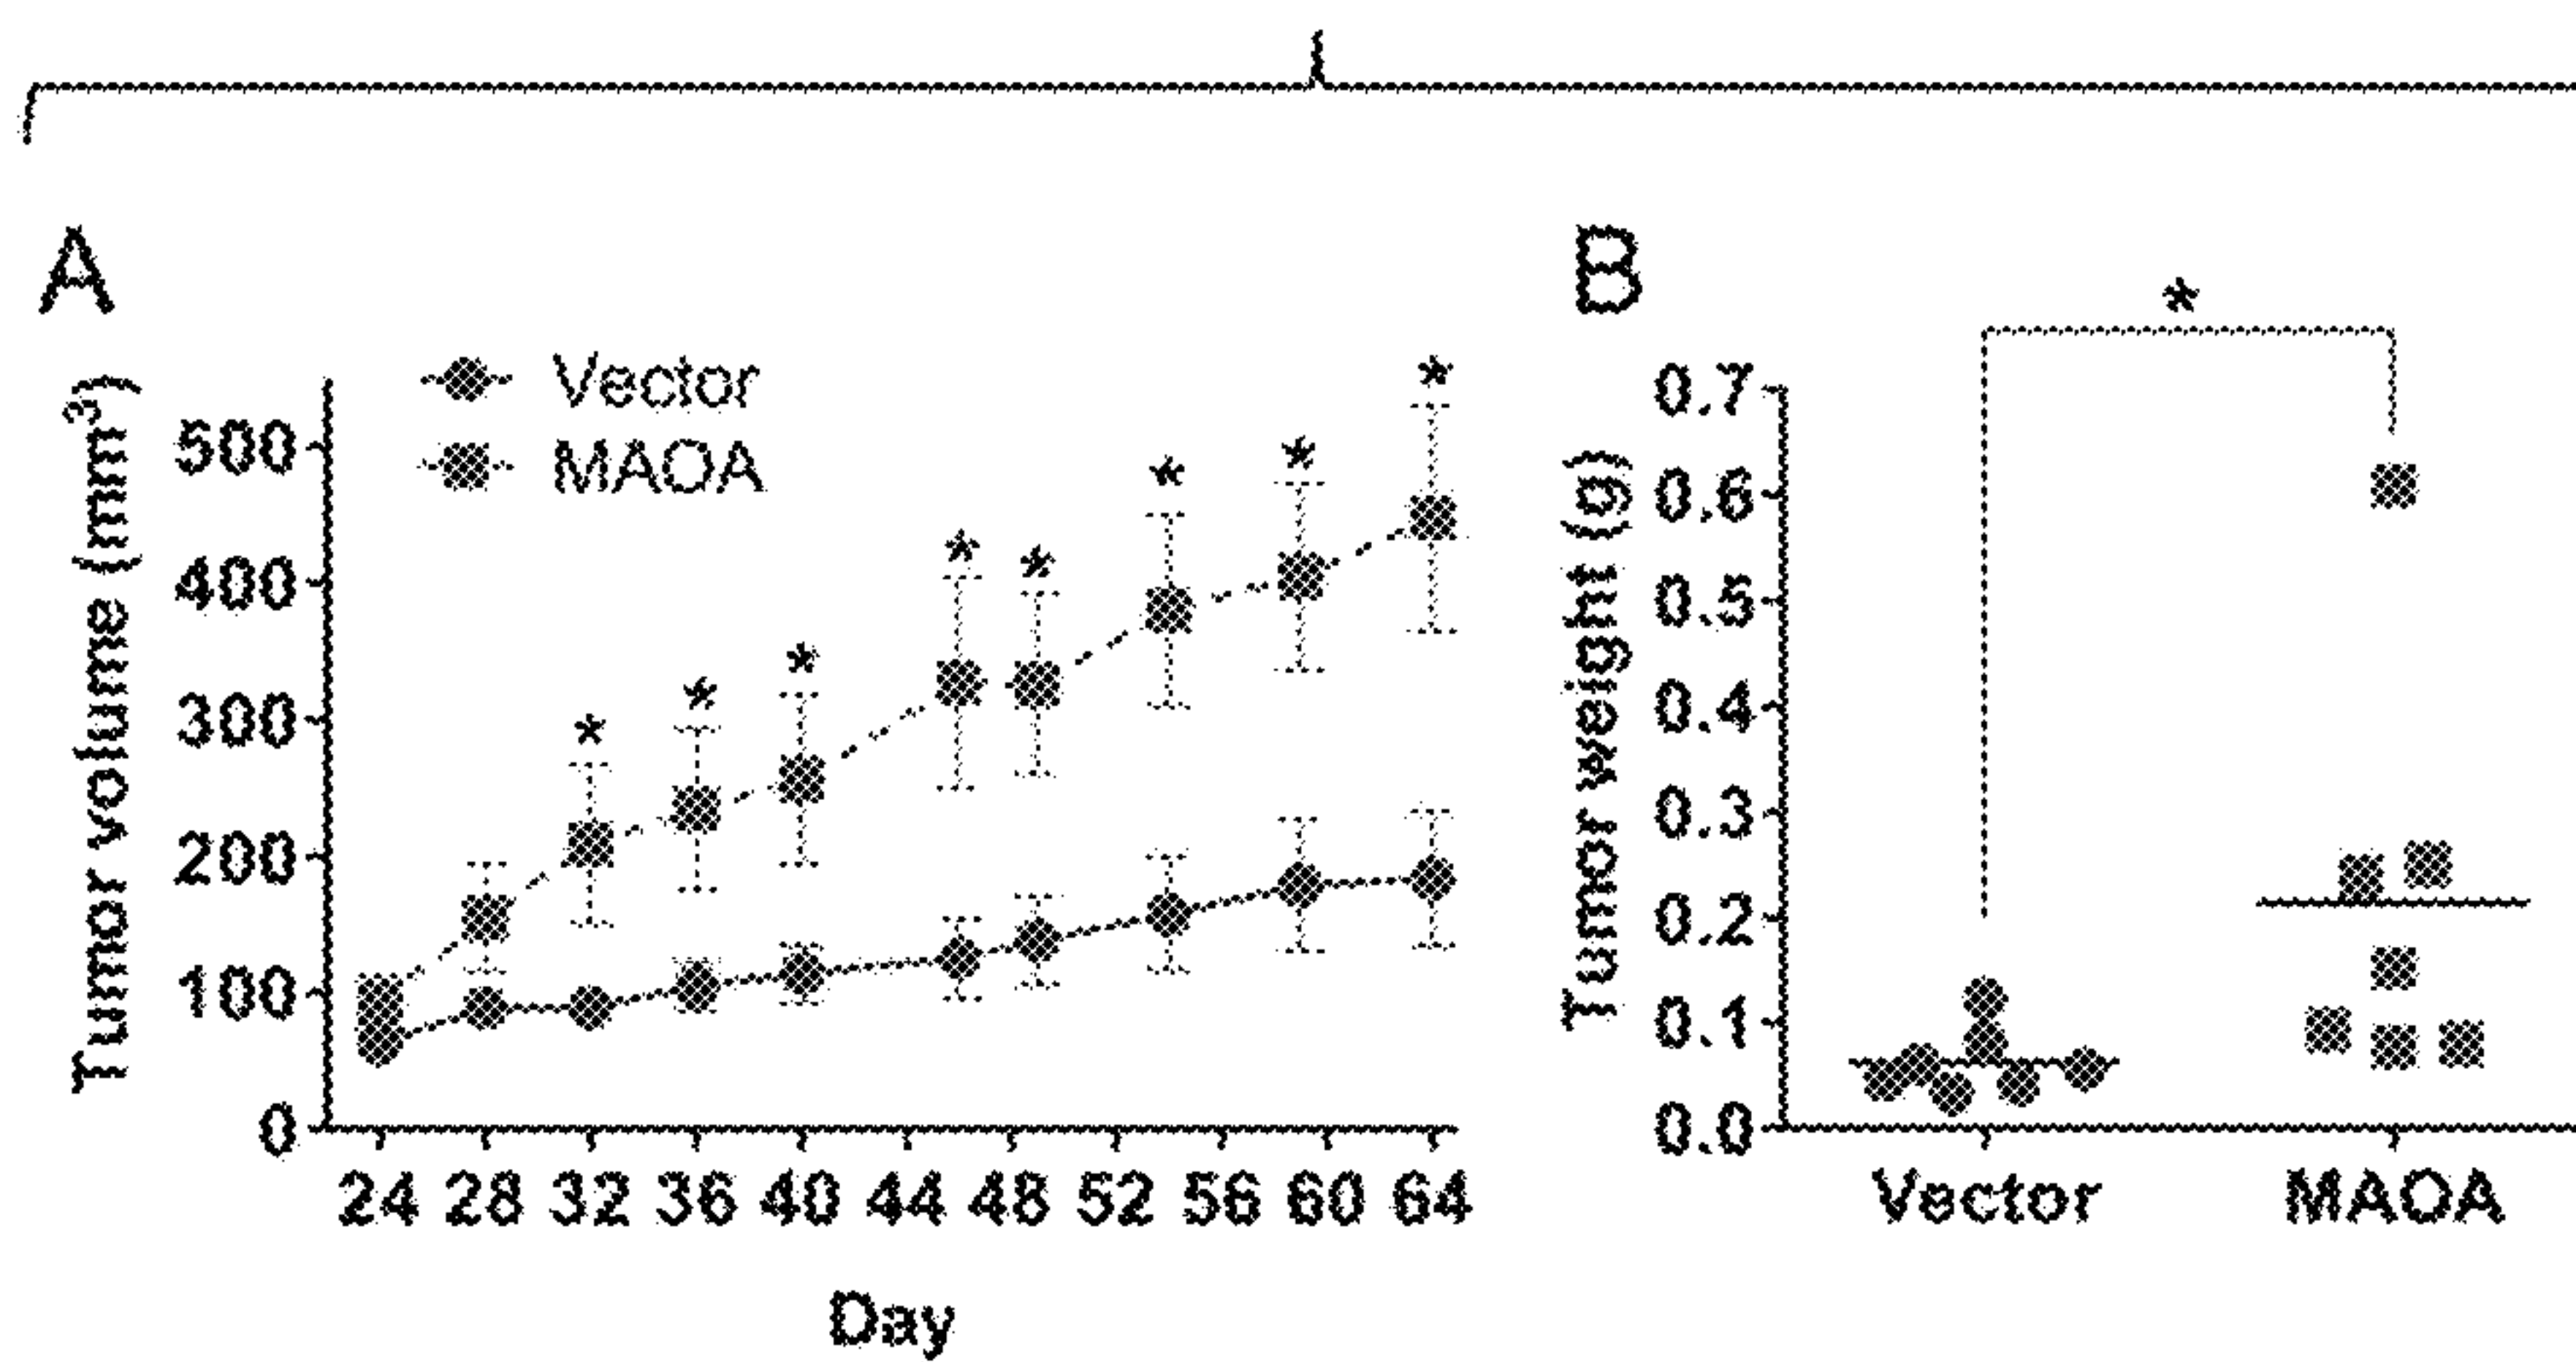 A
Tumor volume (mm³)
500
400
300
200
100
0
Vector
MAOA
*
*
*
*
*
*
*
*
24 28 32 36 40 44 48 52 56 60 64
Day
B
Tumor weight (g)
*
0.7
0.6
0.5
0.4
0.3
0.2
0.1
0.0
Vector MAOA